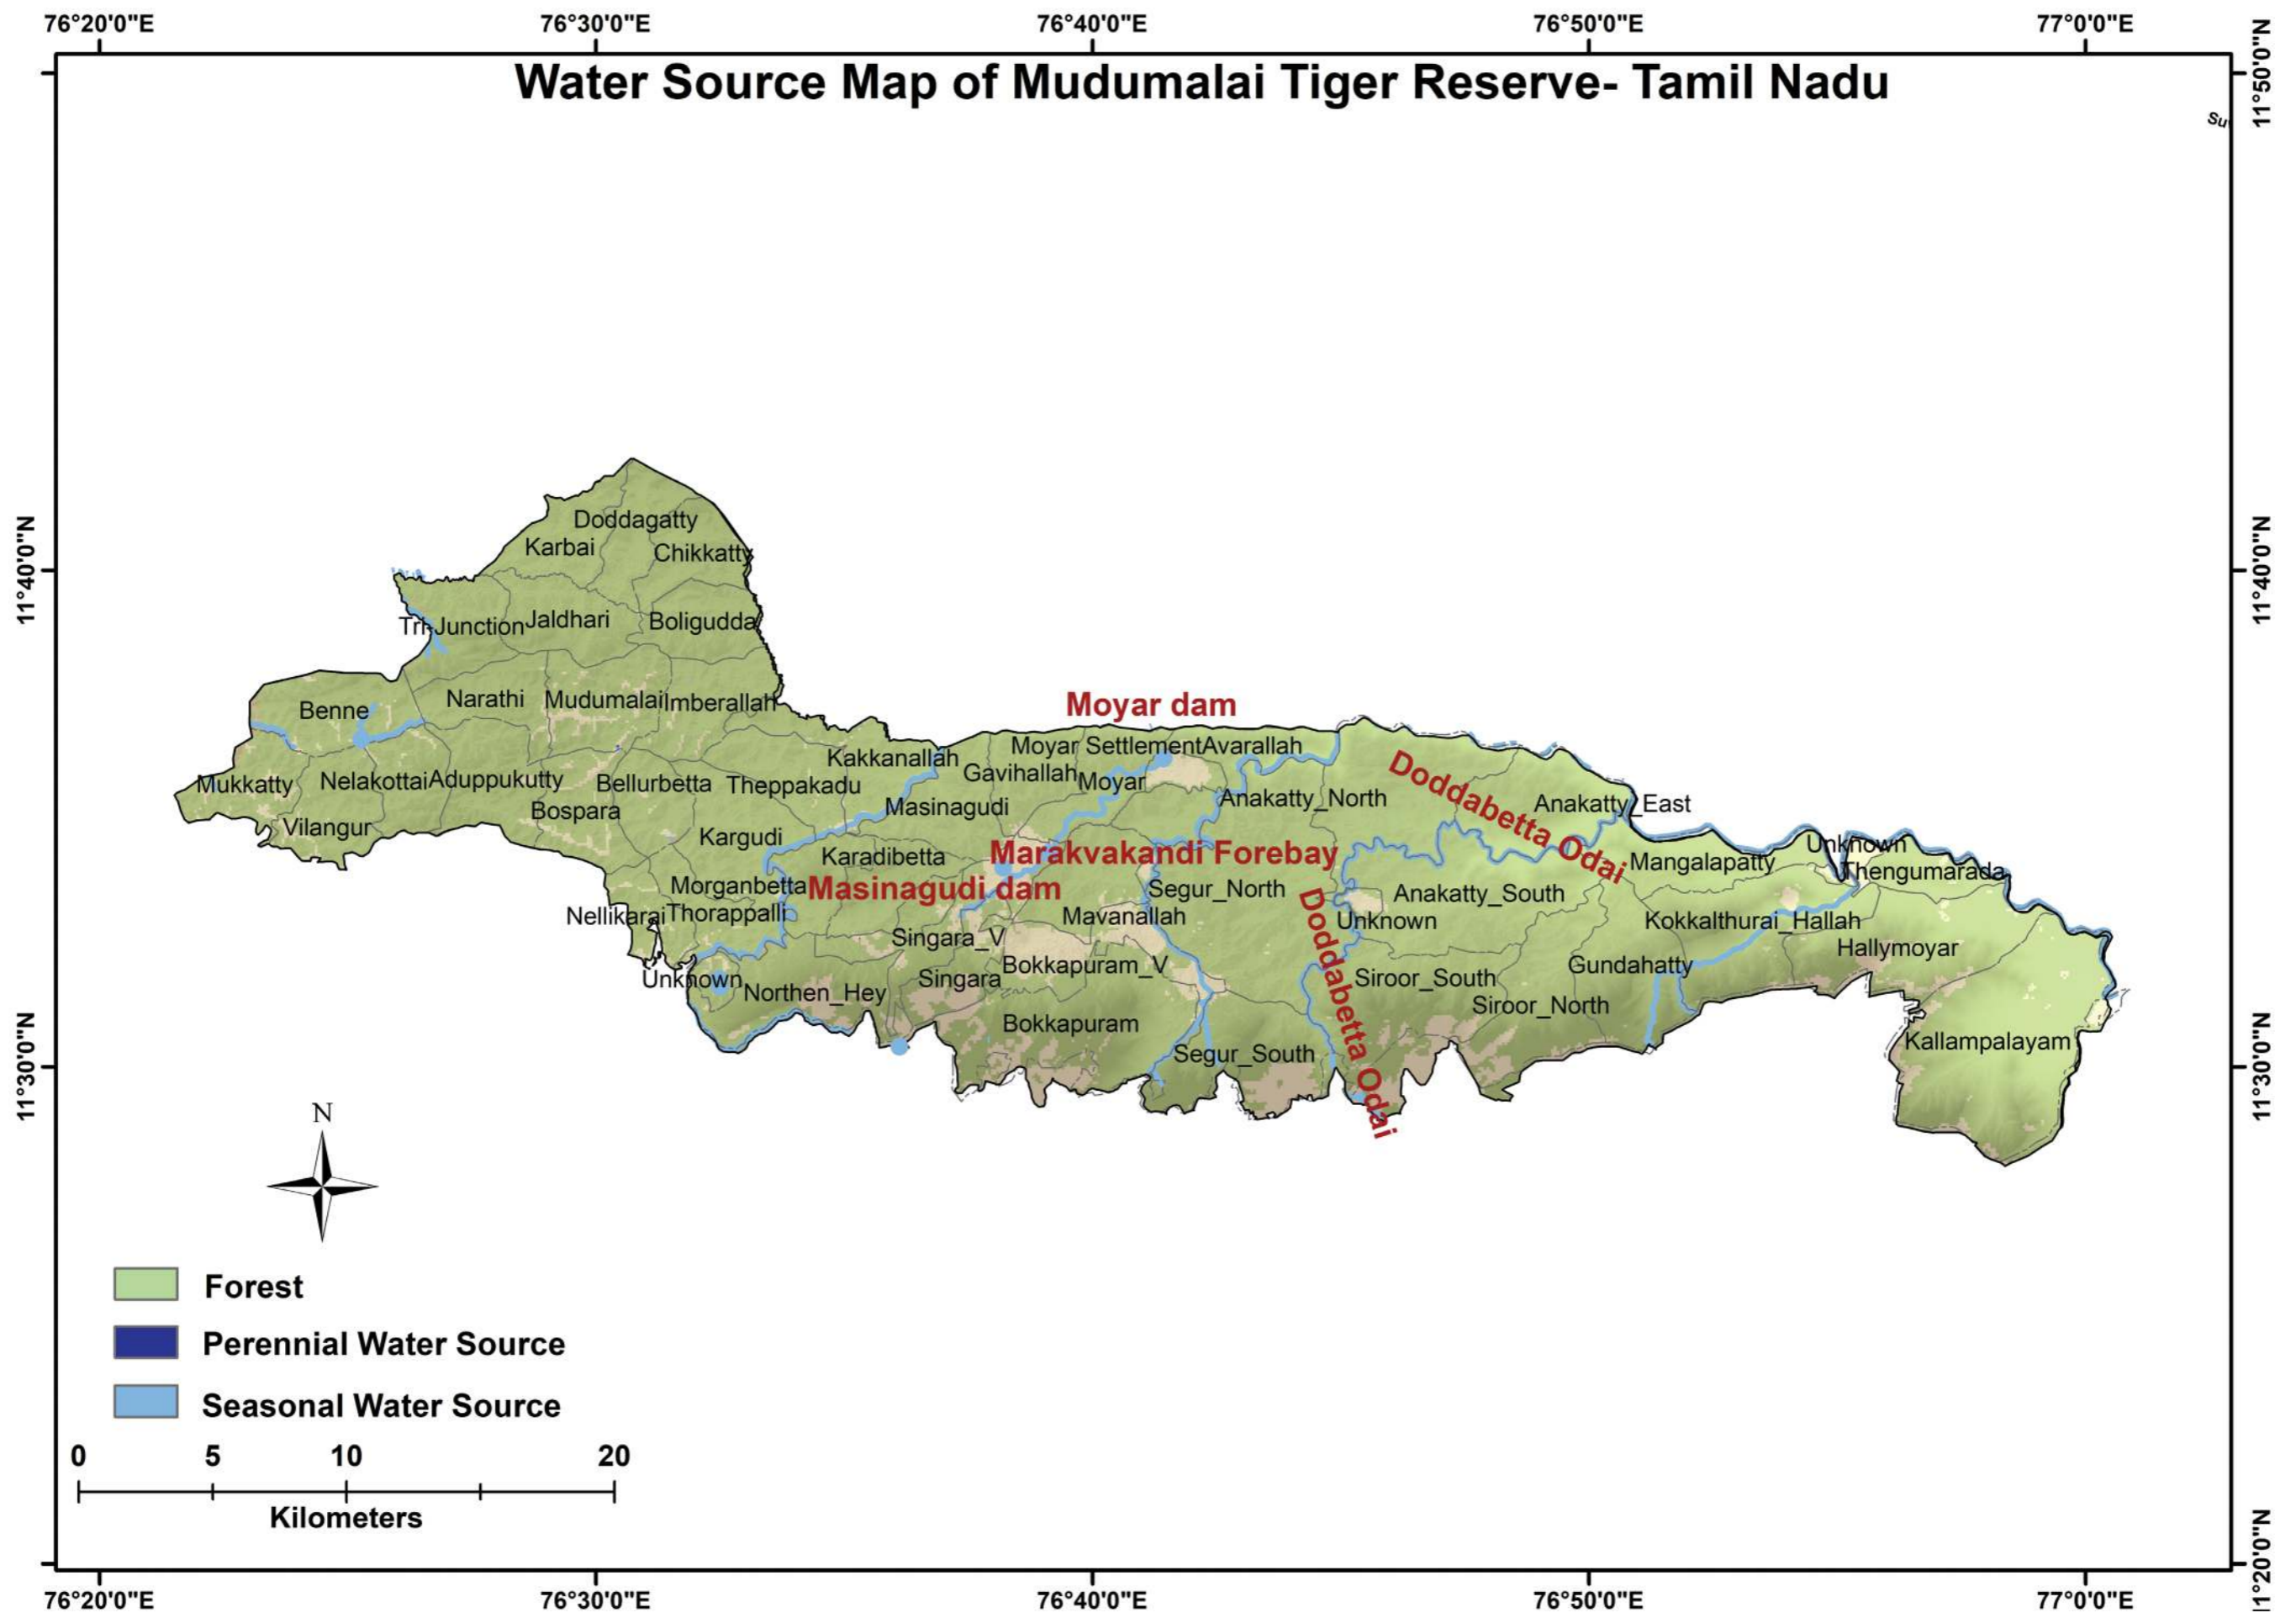 76°20'0"E
76°30'0"E
76°40'0"E
76°50'0"E
77°0'0"E
Water Source Map of Mudumalai Tiger Reserve- Tamil Nadu
11°50'0"N
Su
Doddagatty
Karbai
Chikkatty
11°40'0"N
11°40'0"N
Tri-Junction
Jaldhari
Boligudda
Benne
Narathi
Mudumalai
Imberallah
Moyar dam
Kakkanallah
Moyar Settlement
Avarallah
Mukkatty
Nelakottai
Aduppukutty
Bellurbetta
Theppakadu
Gavihallah
Moyar
Doddabetta Odai
Bospara
Masinagudi
Anakatty_North
Anakatty_East
Vilangur
Kargudi
Karadibetta
Marakvakandi Forebay
Mangalapatty
Unknown
Thengumarada
Morganbetta
Masinagudi dam
Segur_North
Anakatty_South
Nellikarai
Thorappalli
Mavanallah
Unknown
Kokkalthurai_Hallah
Singara_V
Hallymoyar
Doddabetta Odai
Unknown
Northen_Hey
Singara
Bokkapuram_V
Siroor_South
Gundahatty
Siroor_North
Bokkapuram
Segur_South
Kallampalayam
11°30'0"N
11°30'0"N
N
Forest
Perennial Water Source
Seasonal Water Source
0 5 10 20
Kilometers
11°20'0"N
76°20'0"E
76°30'0"E
76°40'0"E
76°50'0"E
77°0'0"E